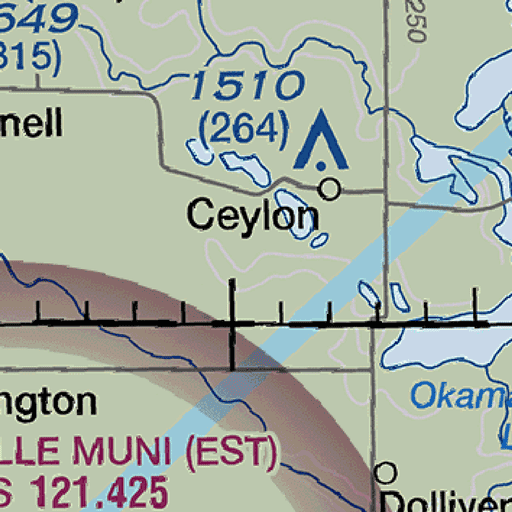 649
315)
250
1510
(264)
nell
Ceylon
ngton
Okam
LLE MUNI (EST)
S 121.425
Dolliver